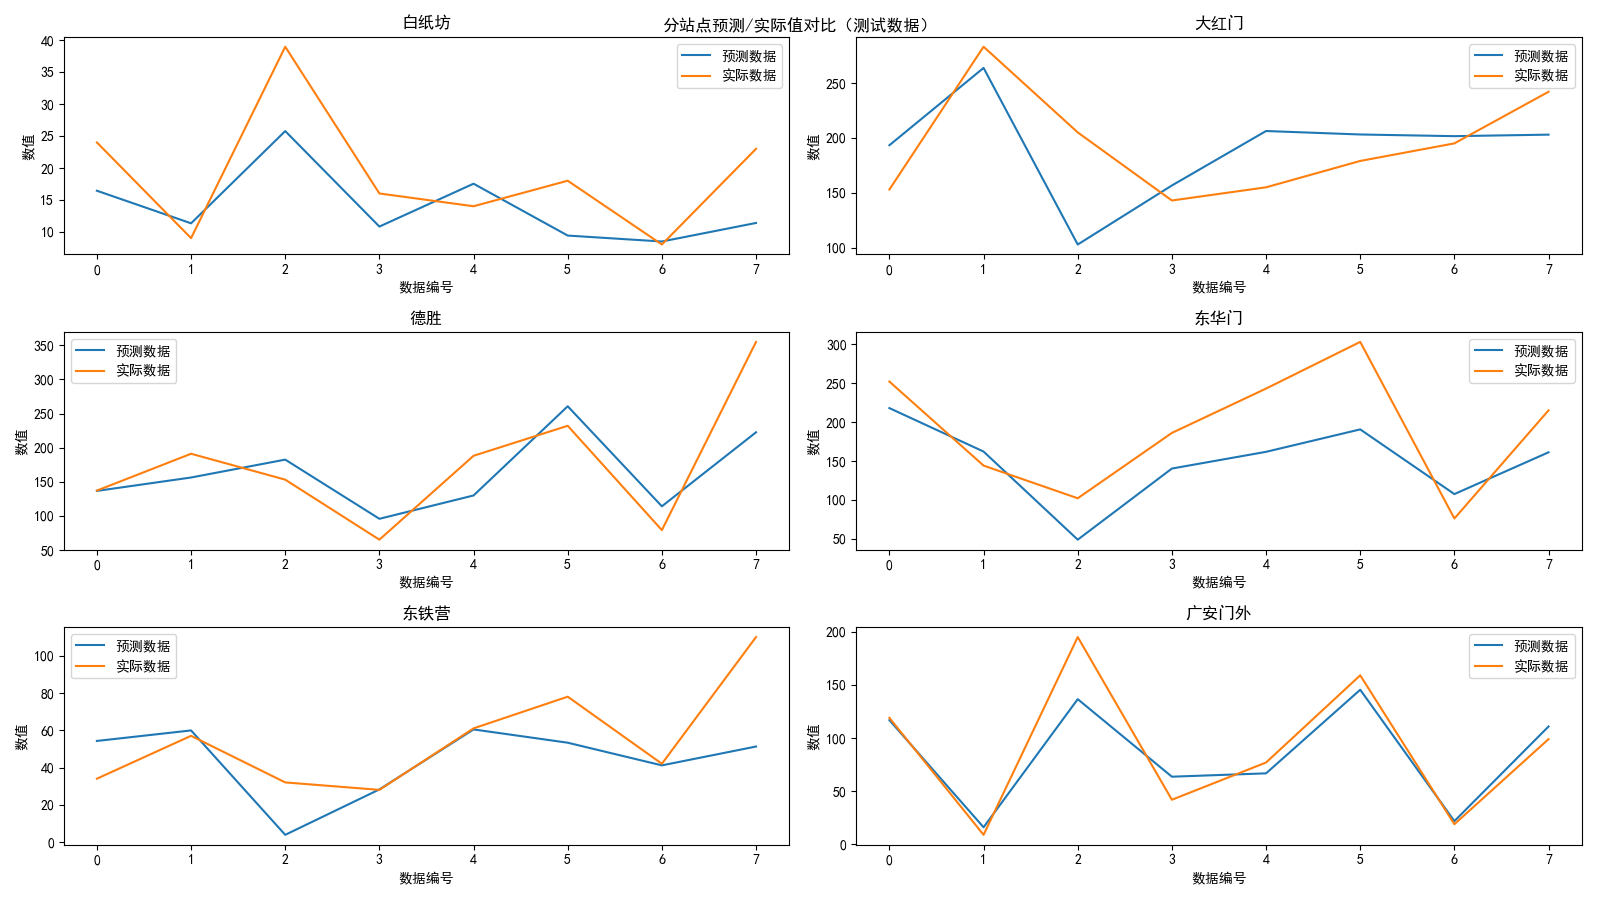 分站点预测/实际值对比（测试数据）
白纸坊
预测数据
实际数据
40
35
30
25
20
15
10
数值
0 1 2 3 4 5 6 7
数据编号
大红门
预测数据
实际数据
250
200
150
100
数值
0 1 2 3 4 5 6 7
数据编号
德胜
预测数据
实际数据
350
300
250
200
150
100
50
数值
0 1 2 3 4 5 6 7
数据编号
东华门
预测数据
实际数据
300
250
200
150
100
50
数值
0 1 2 3 4 5 6 7
数据编号
东铁营
预测数据
实际数据
100
80
60
40
20
0
数值
0 1 2 3 4 5 6 7
数据编号
广安门外
预测数据
实际数据
200
150
100
50
0
数值
0 1 2 3 4 5 6 7
数据编号